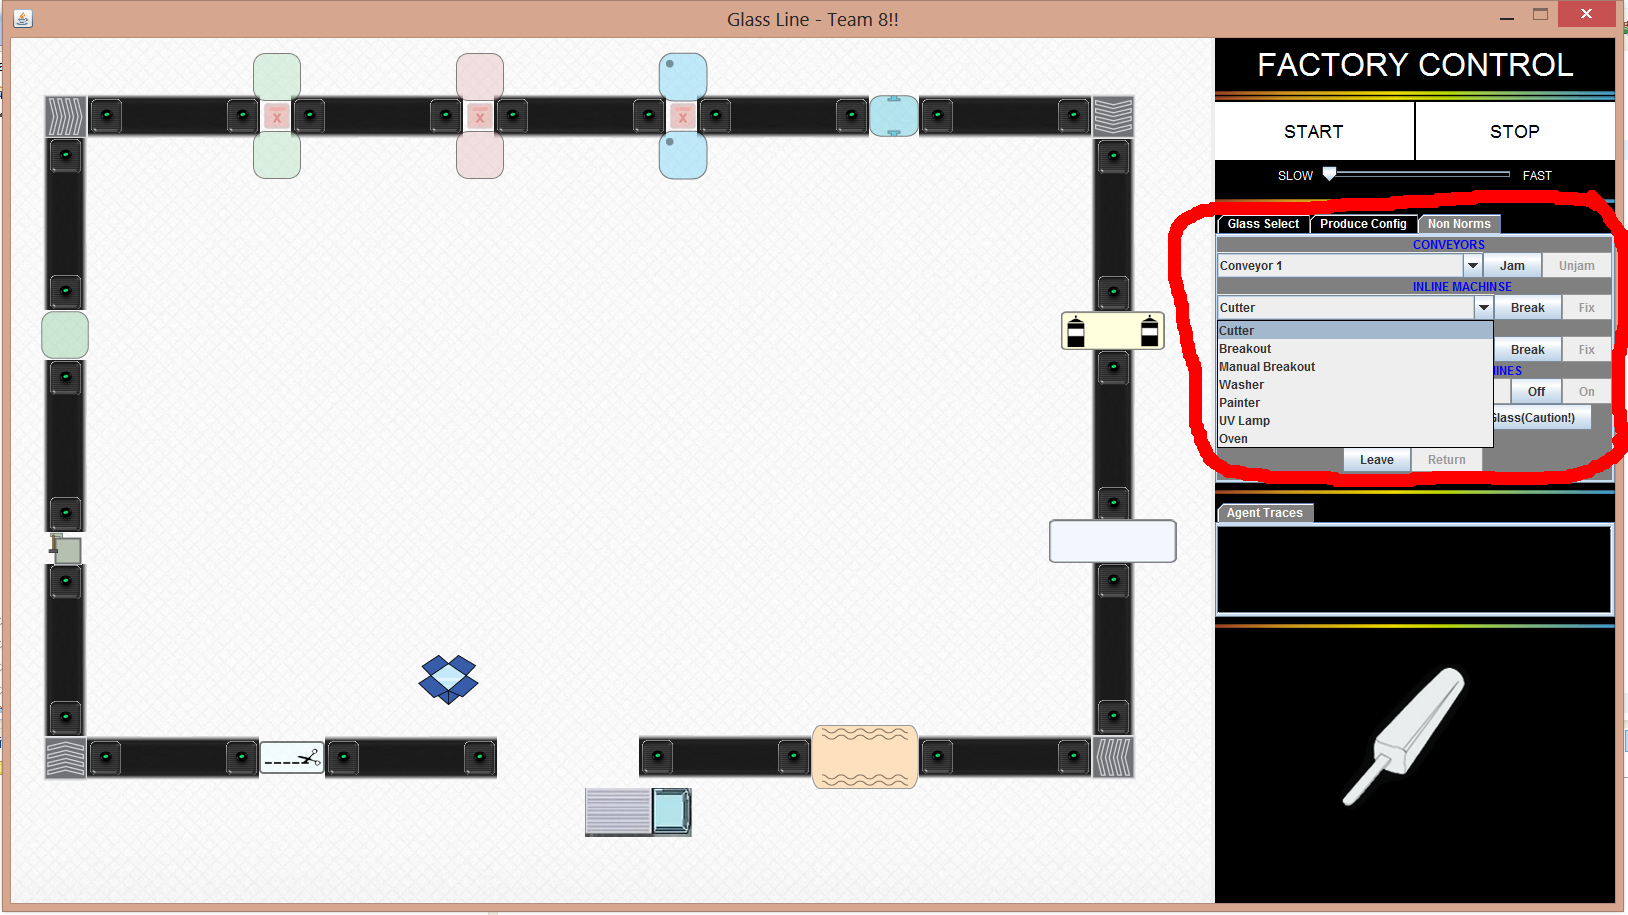 Glass Line - Team 8!!
FACTORY CONTROL
START STOP
SLOW FAST
Glass Select Produce Config Non Norms
CONVEYORS
Conveyor 1 Jam Unjam
INLINE MACHINSE
Cutter Break Fix
Cutter
Breakout Break Fix
Manual Breakout INES
Washer Off On
Painter
UV Lamp Glass(Caution!)
Oven
Leave Return
Agent Traces
x x x